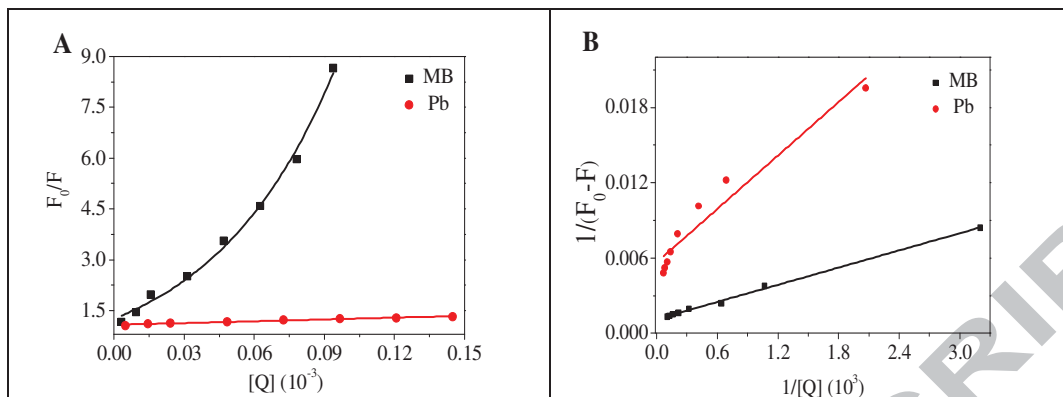 A
9.0
7.5
6.0
4.5
3.0
1.5
F₀/F
MB
Pb
0.00 0.03 0.06 0.09 0.12 0.15
[Q] (10⁻³)
B
0.018
0.012
0.006
0.000
1/(F₀-F)
MB
Pb
0.0 0.6 1.2 1.8 2.4 3.0
1/[Q] (10³)
SCRIP